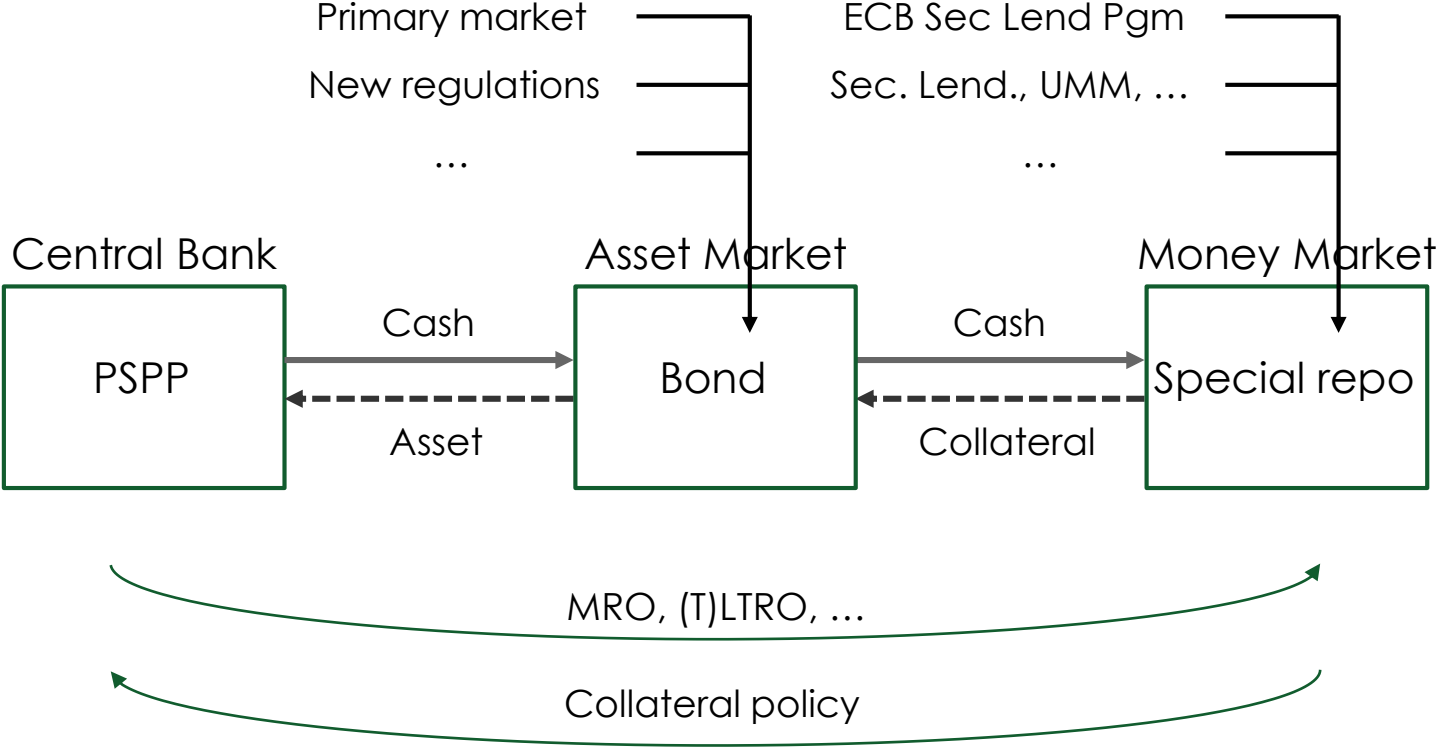 Primary market
ECB Sec Lend Pgm
New regulations
Sec. Lend., UMM, …
…
…
Central Bank
Asset Market
Money Market
Cash
Cash
PSPP
Bond
Special repo
Asset
Collateral
MRO, (T)LTRO, …
Collateral policy